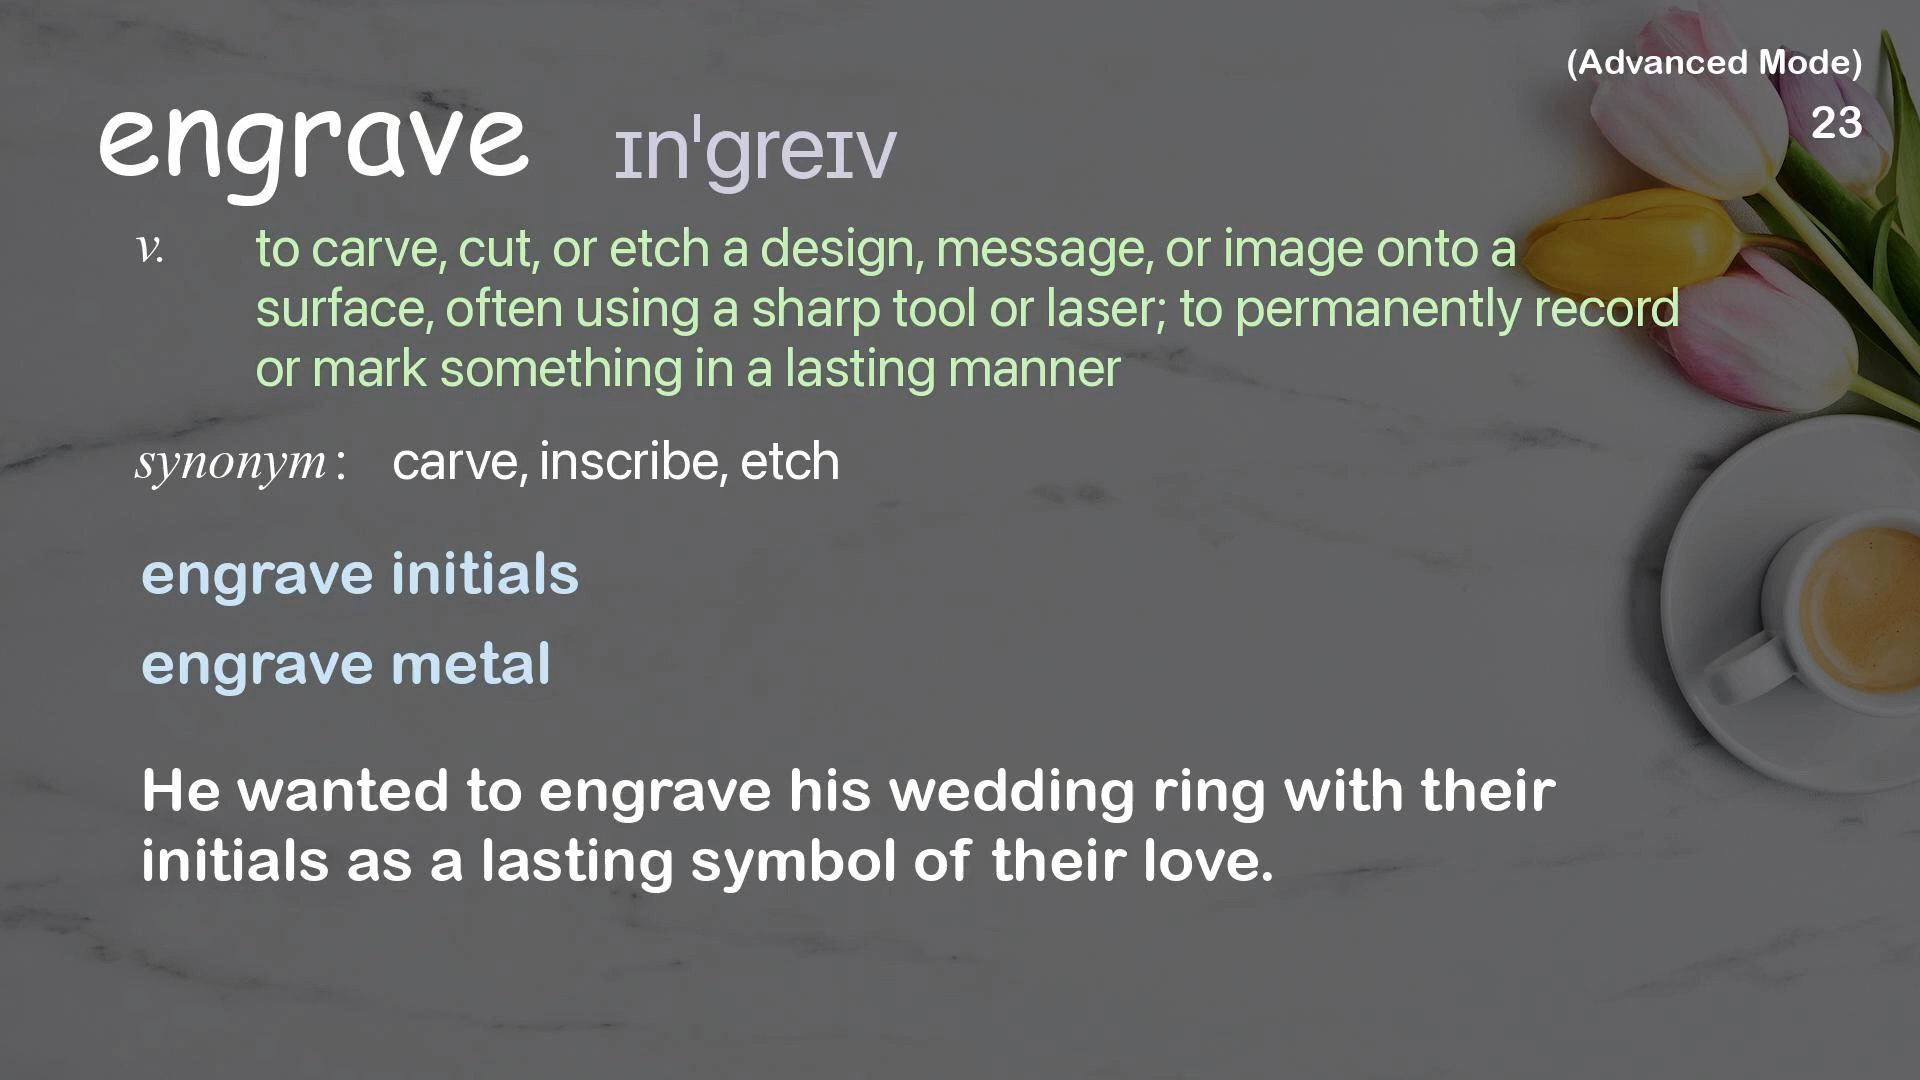 (Advanced Mode)
23
engrave ɪnˈgreɪv
v. to carve, cut, or etch a design, message, or image onto a
surface, often using a sharp tool or laser; to permanently record
or mark something in a lasting manner
synonym: carve, inscribe, etch
engrave initials
engrave metal
He wanted to engrave his wedding ring with their
initials as a lasting symbol of their love.